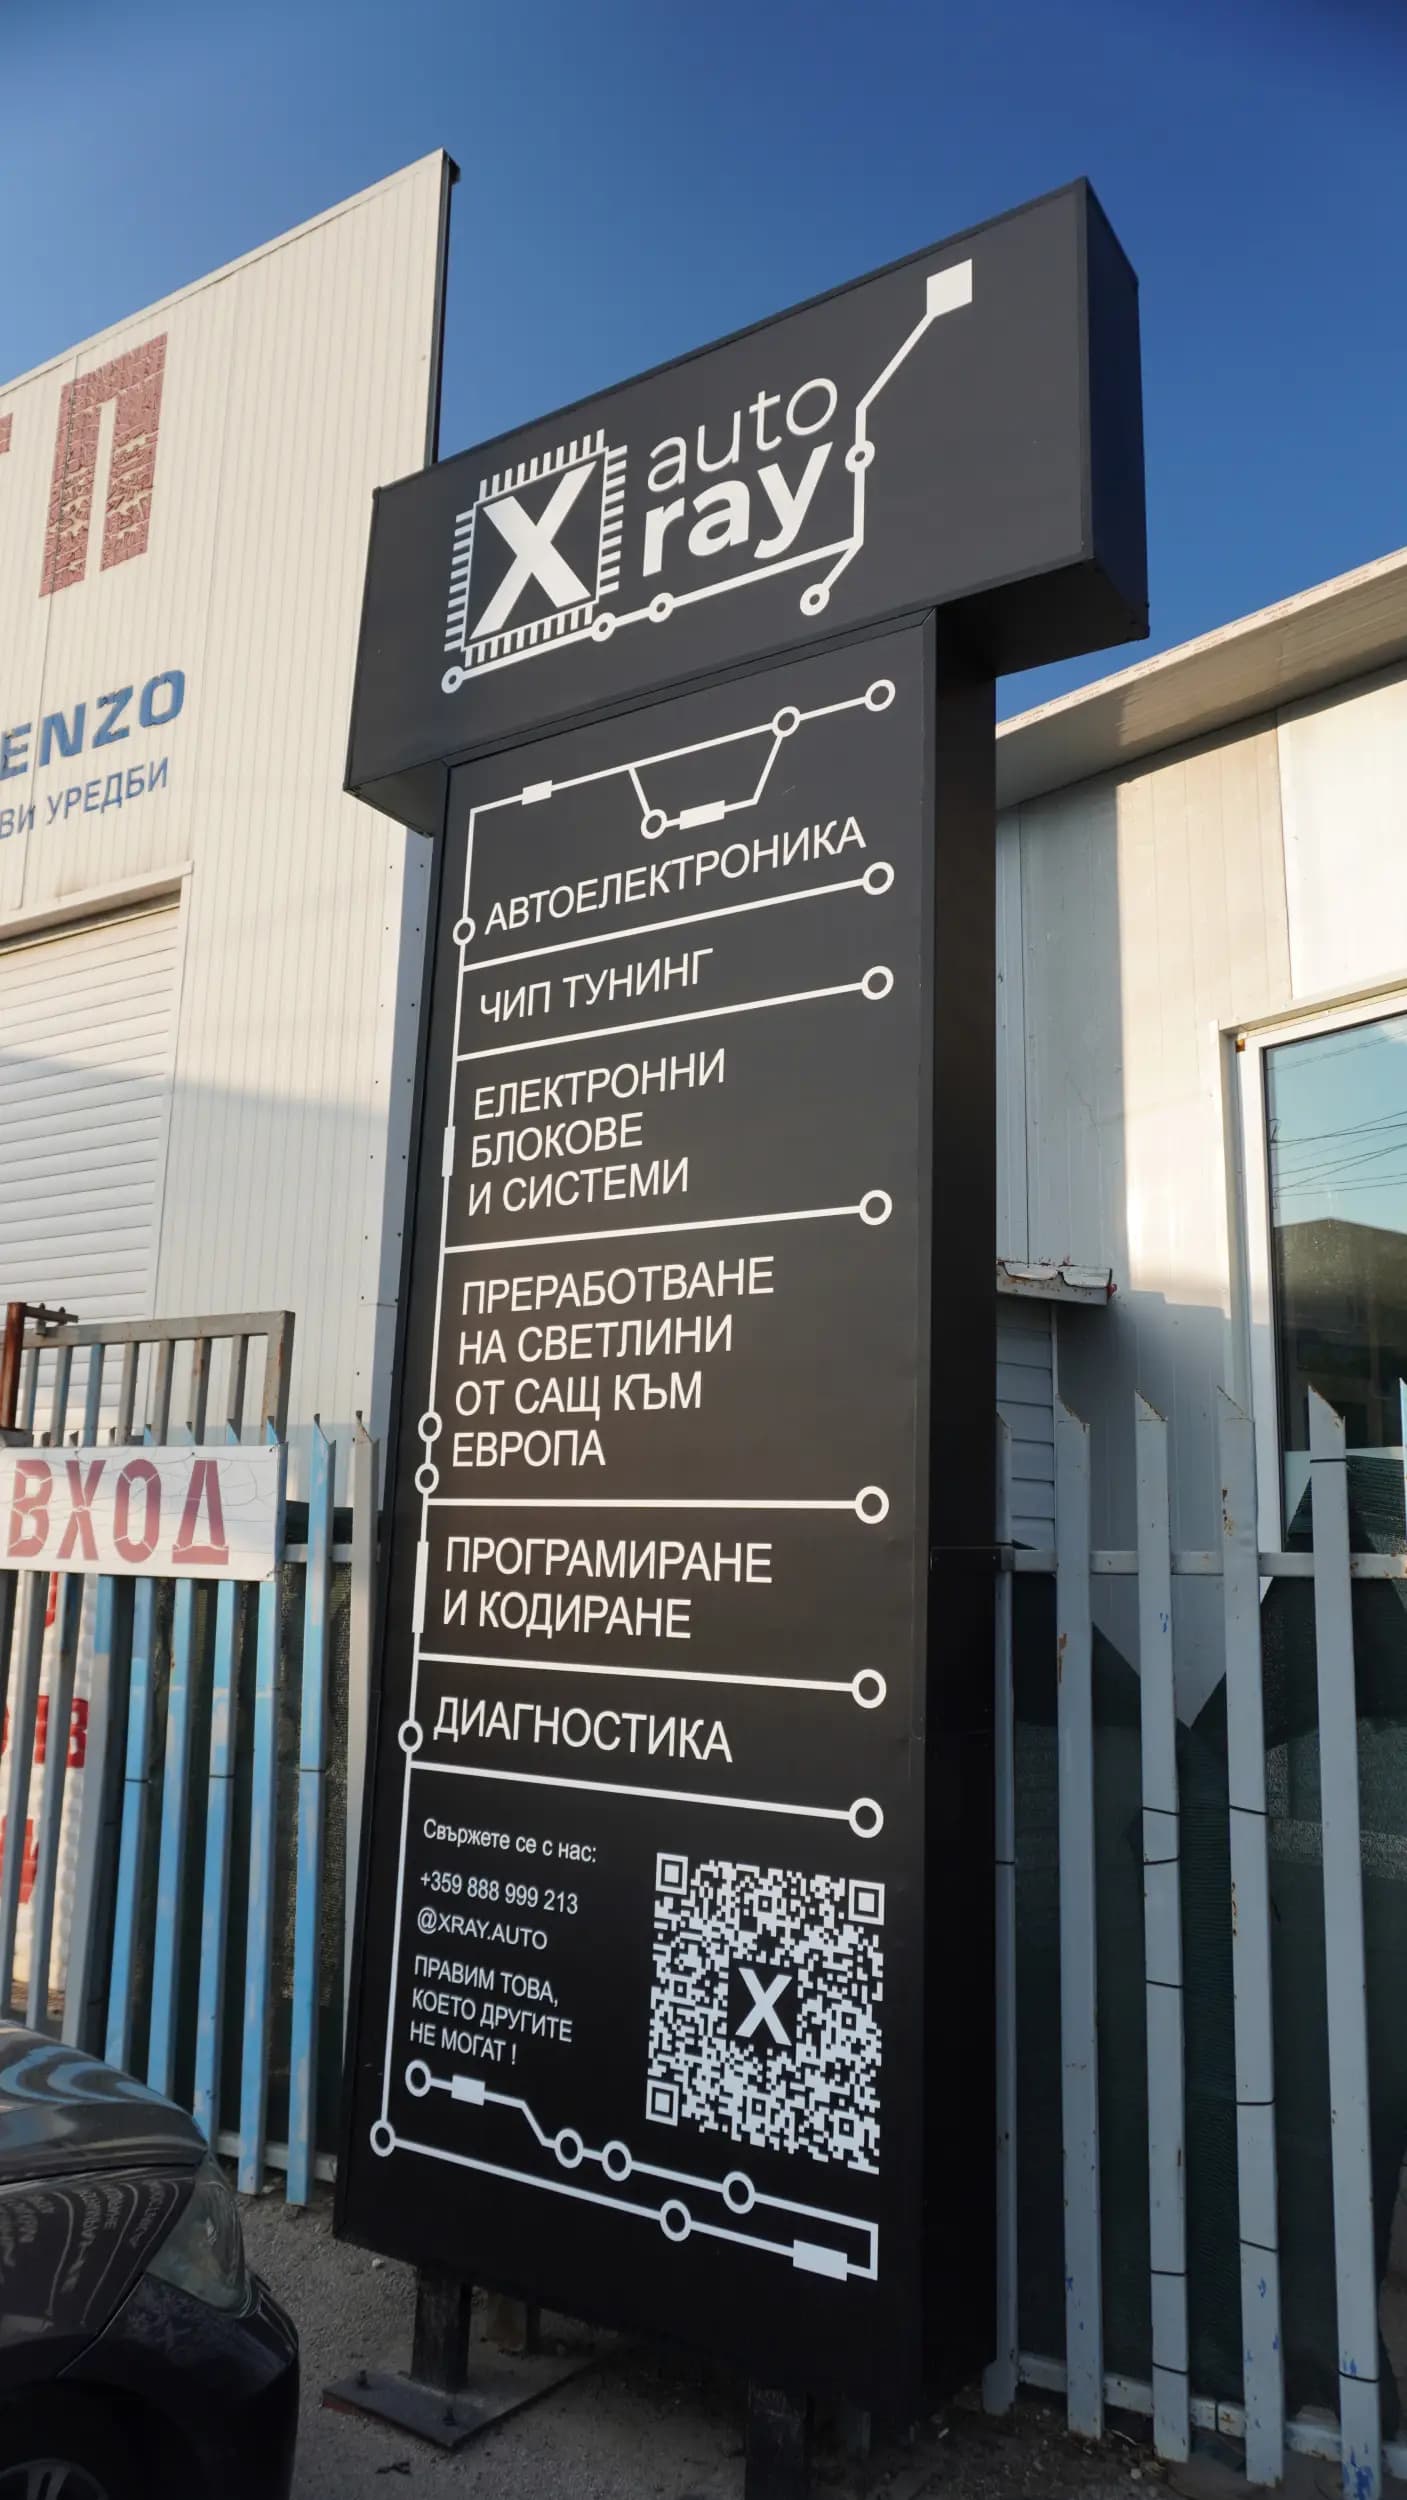 X
auto
ray
АВТОЕЛЕКТРОНИКА
ЧИП ТУНИНГ
ЕЛЕКТРОННИ
БЛОКОВЕ
И СИСТЕМИ
ПРЕРАБОТВАНЕ
НА СВЕТЛИНИ
ОТ САЩ КЪМ
ЕВРОПА
ПРОГРАМИРАНЕ
И КОДИРАНЕ
ДИАГНОСТИКА
Свържете се с нас:
+359 888 999 213
@XRAY.AUTO
ПРАВИМ ТОВА,
КОЕТО ДРУГИТЕ
НЕ МОГАТ !
X
П
ENZO
ВИ УРЕДБИ
ВХОД